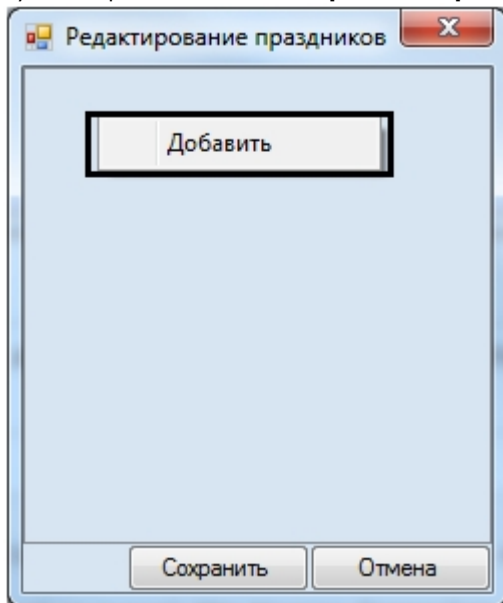 Редактирование праздников
Добавить
Сохранить Отмена